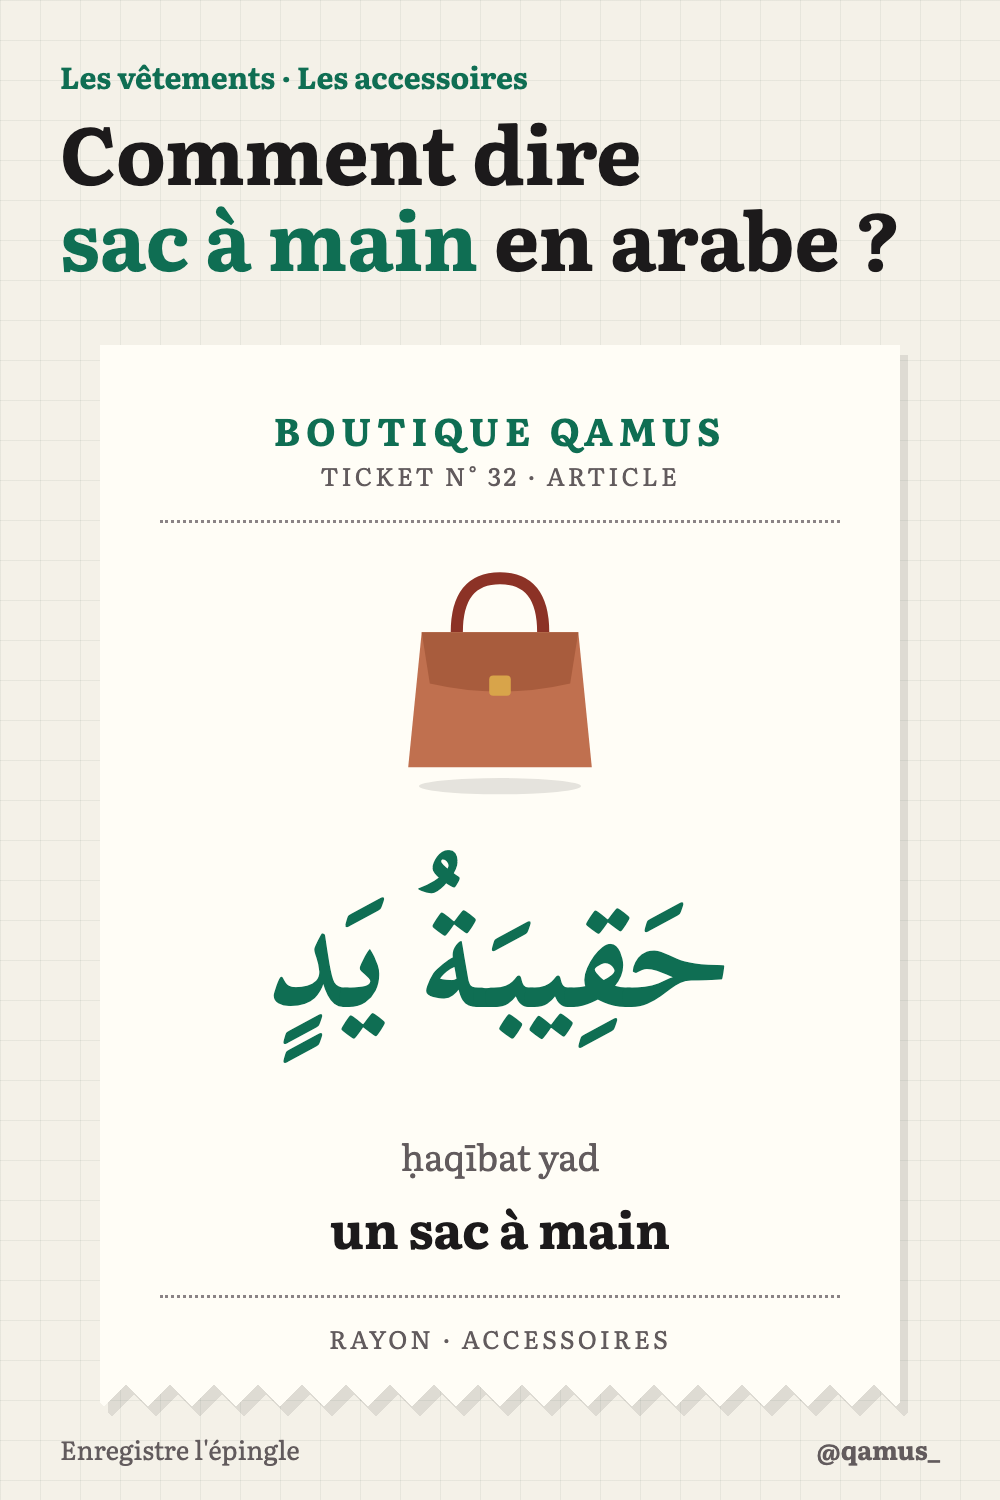 Les vêtements · Les accessoires
Comment dire
sac à main en arabe ?
BOUTIQUE QAMUS
TICKET N° 32 · ARTICLE
حَقِيبَةُ يَدٍ
ḥaqībat yad
un sac à main
RAYON · ACCESSOIRES
Enregistre l'épingle
@qamus_